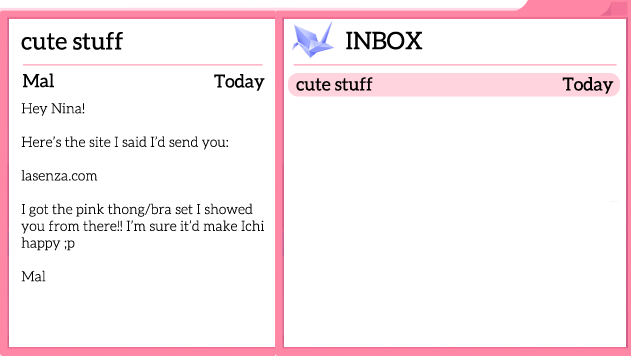 cute stuff
Mal Today
Hey Nina!
Here's the site I said I'd send you:
lasenza.com
I got the pink thong/bra set I showed
you from there!! I'm sure it'd make Ichi
happy ;p
Mal
INBOX
cute stuff Today